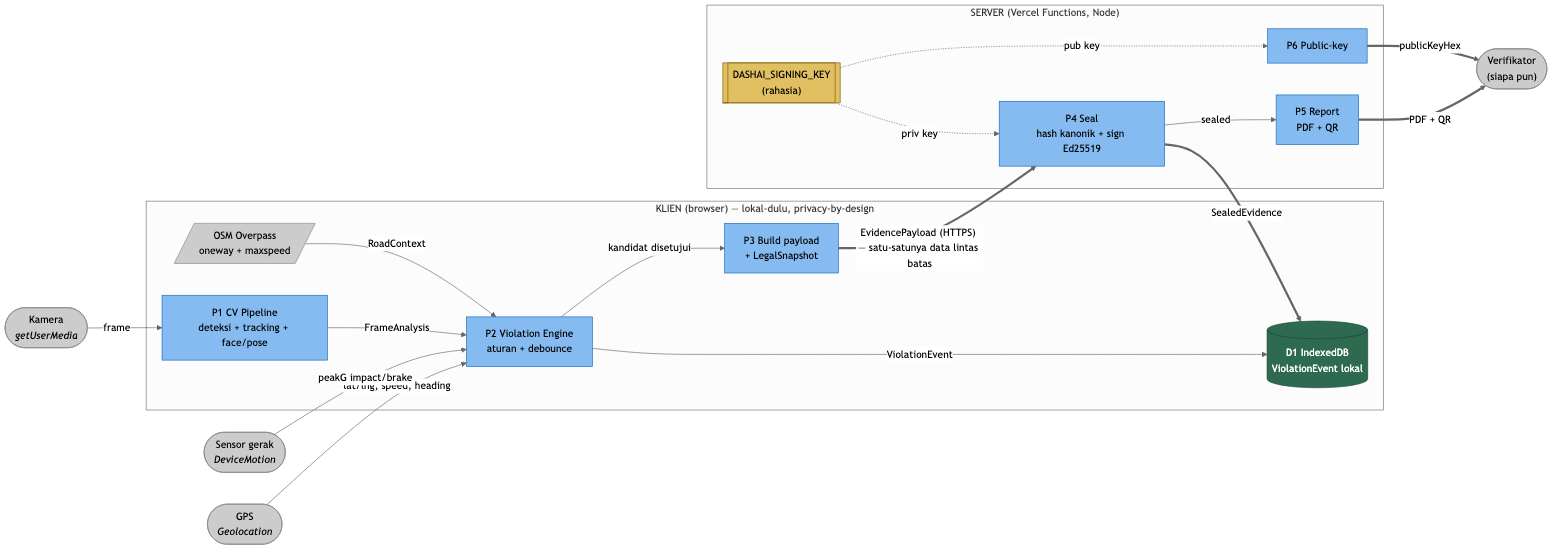 SERVER (Vercel Functions, Node)
P6 Public-key
pub key
publicKeyHex
Verifikator
(siapa pun)
DASHAI_SIGNING_KEY
(rahasia)
priv key
P4 Seal
hash kanonik + sign
Ed25519
sealed
P5 Report
PDF + QR
PDF + QR
KLIEN (browser) — lokal-dulu, privacy-by-design
SealedEvidence
OSM Overpass
oneway + maxspeed
RoadContext
kandidat disetujui
P3 Build payload
+ LegalSnapshot
EvidencePayload (HTTPS)
— satu-satunya data lintas
batas
Kamera
getUserMedia
frame
P1 CV Pipeline
deteksi + tracking +
face/pose
FrameAnalysis
P2 Violation Engine
aturan + debounce
ViolationEvent
D1 IndexedDB
ViolationEvent lokal
peakG impact/brake
lat/lng, speed, heading
Sensor gerak
DeviceMotion
GPS
Geolocation